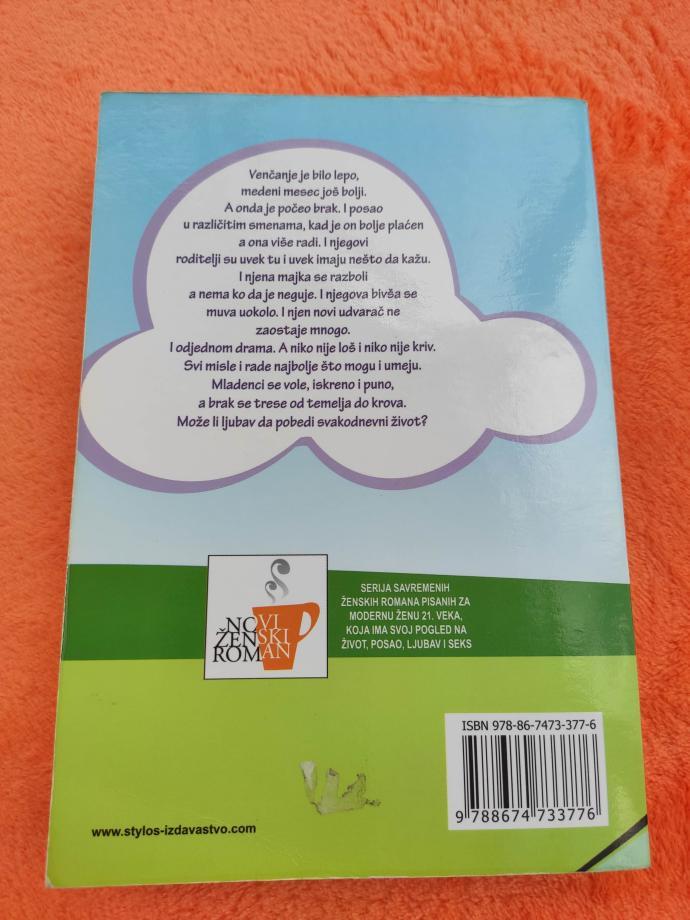 Venčanje je bilo lepo,
medeni mesec još bolji.
A onda je počeo brak. I posao
u različitim smenama, kad je on bolje plaćen
a ona više radi. I njegovi
roditelji su uvek tu i uvek imaju nešto da kažu.
I njena majka se razboli
a nema ko da je neguje. I njegova bivša se
muva uokolo. I njen novi udvarač ne
zaostaje mnogo.
I odjednom drama. A niko nije loš i niko nije kriv.
Svi misle i rade najbolje što mogu i umeju.
Mladenci se vole, iskreno i puno,
a brak se trese od temelja do krova.
Može li ljubav da pobedi svakodnevni život?
NOVI
ŽENSKI
ROMAN
SERIJA SAVREMENIH
ŽENSKIH ROMANA PISANIH ZA
MODERNU ŽENU 21. VEKA,
KOJA IMA SVOJ POGLED NA
ŽIVOT, POSAO, LJUBAV I SEKS
ISBN 978-86-7473-377-6
9 788674 733776
www.stylos-izdavastvo.com